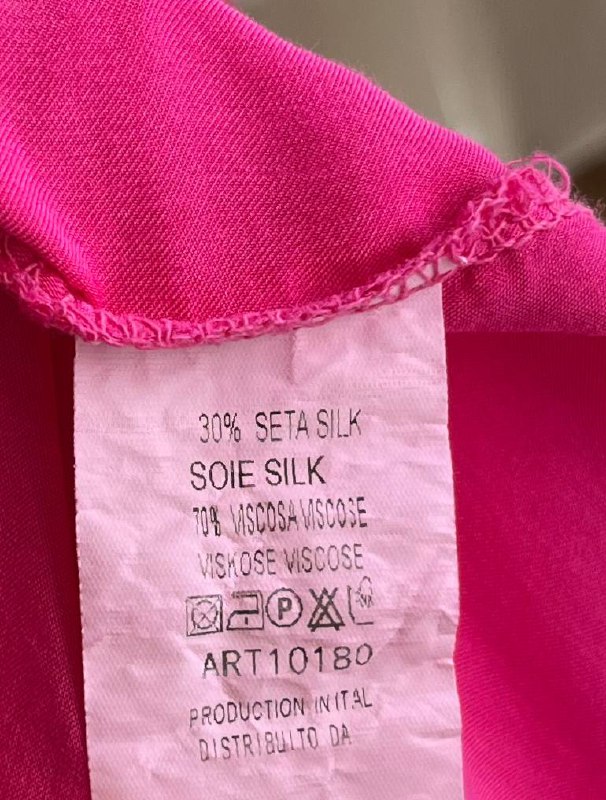 30% SETA SILK
SOIE SILK
70% VISCOSA VISCOSE
VISKOSE VISCOSE
P
ART10180
PRODUCTION IN ITAL
DISTRIBUITO DA